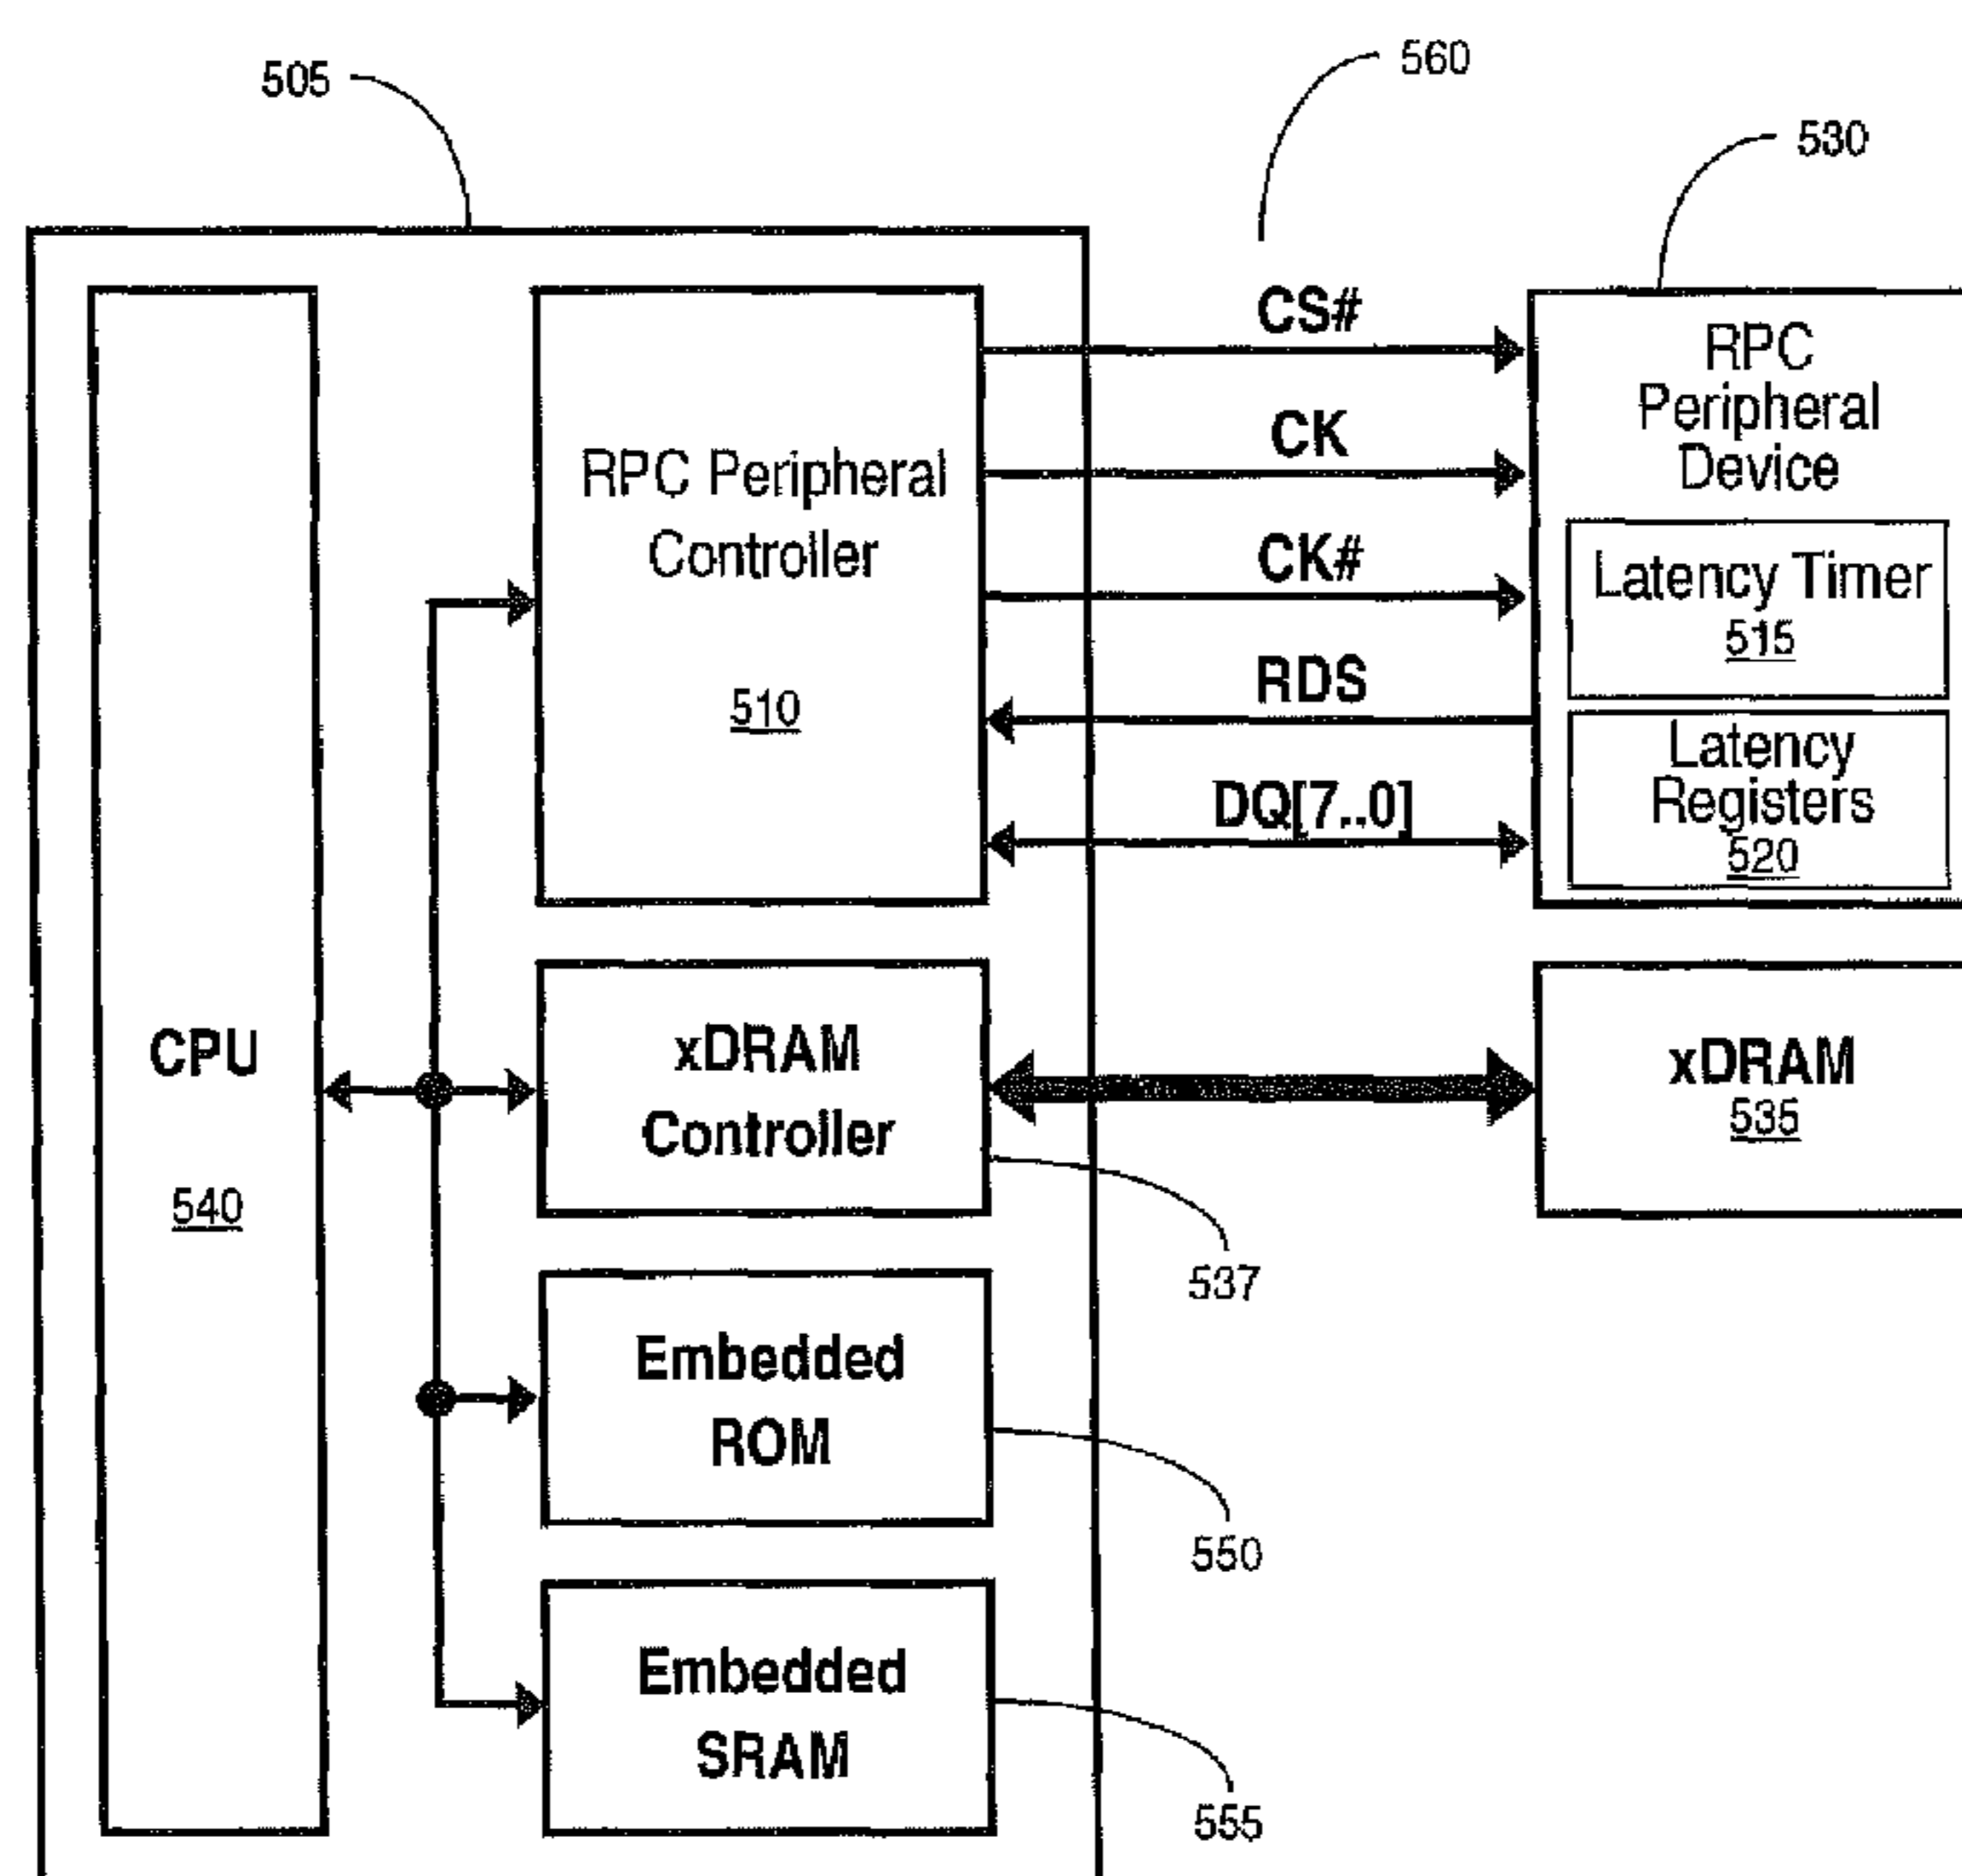 505
560
530
CS#
CK
CK#
RDS
DQ[7..0]
RPC Peripheral
Controller
510
RPC
Peripheral
Device
Latency Timer
515
Latency
Registers
520
CPU
540
xDRAM
Controller
537
xDRAM
535
Embedded
ROM
550
Embedded
SRAM
555